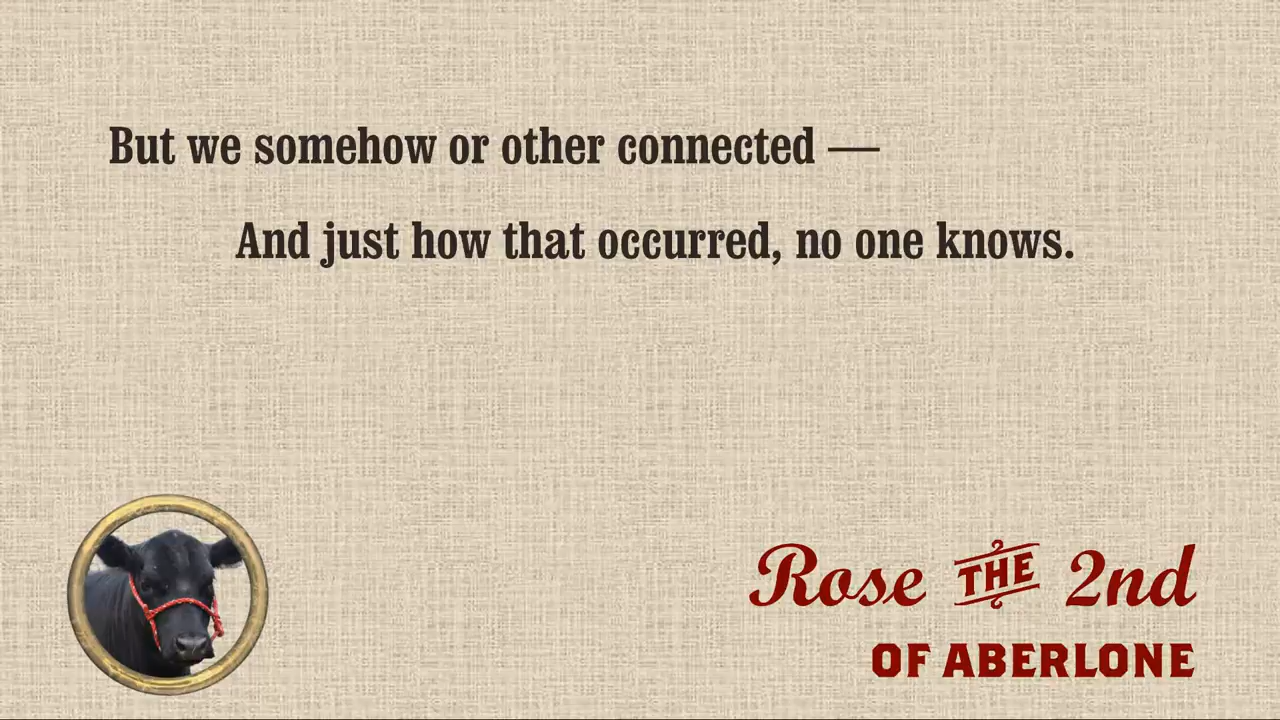 But we somehow or other connected —
And just how that occurred, no one knows.
Rose THE 2nd
OF ABERLONE